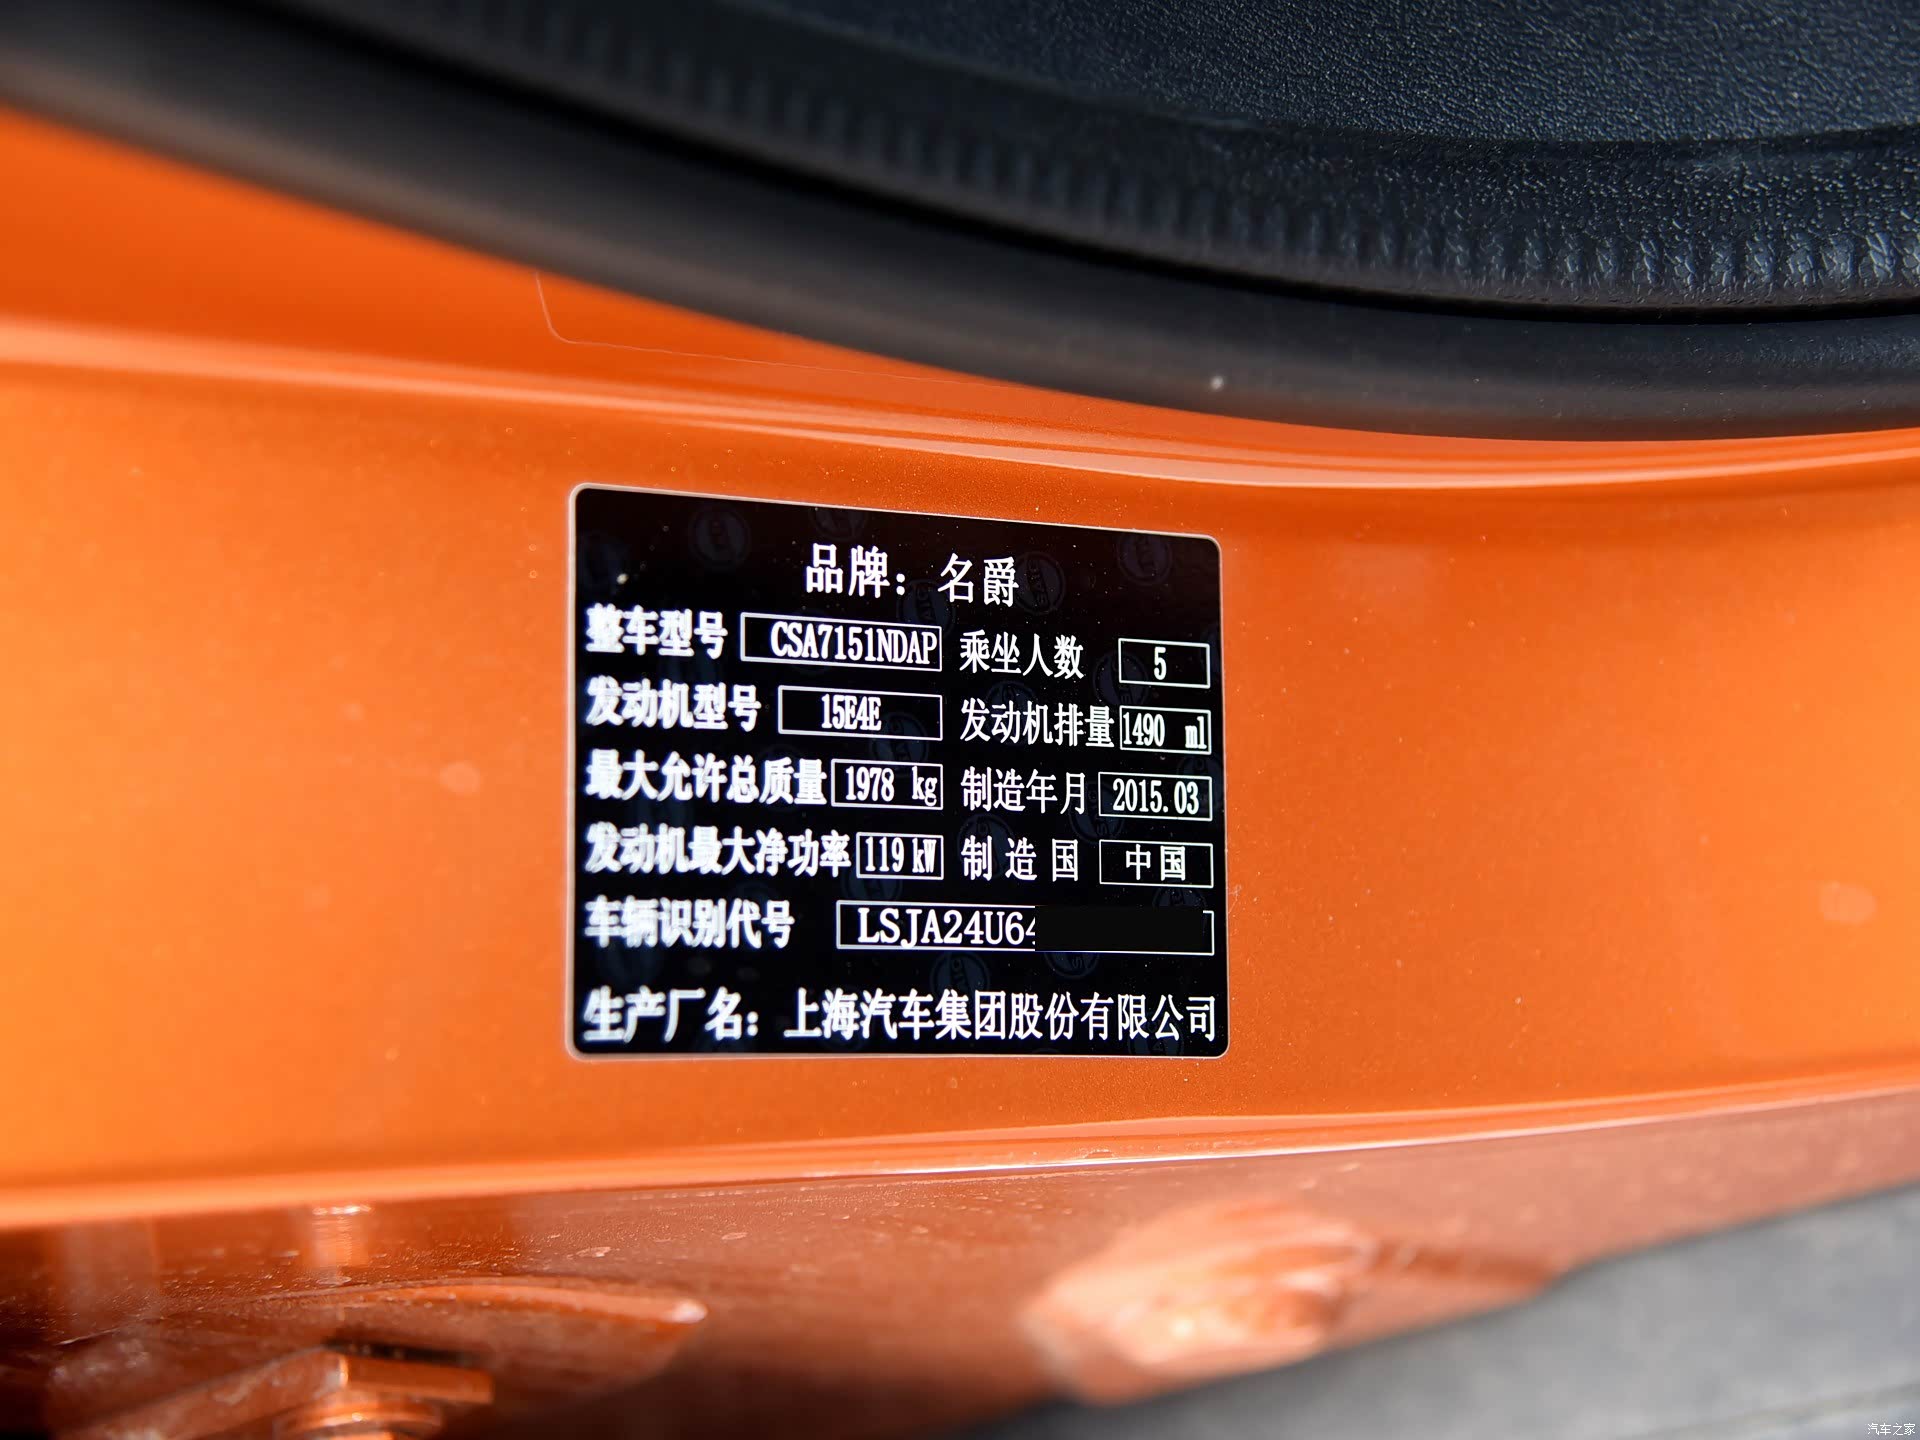 品牌：名爵
整车型号 CSA7151NDAP 乘坐人数 5
发动机型号 15E4E 发动机排量 1490 ml
最大允许总质量 1978 kg 制造年月 2015.03
发动机最大净功率 119 kW 制造国 中国
车辆识别代号 LSJA24U64
生产厂名：上海汽车集团股份有限公司
汽车之家